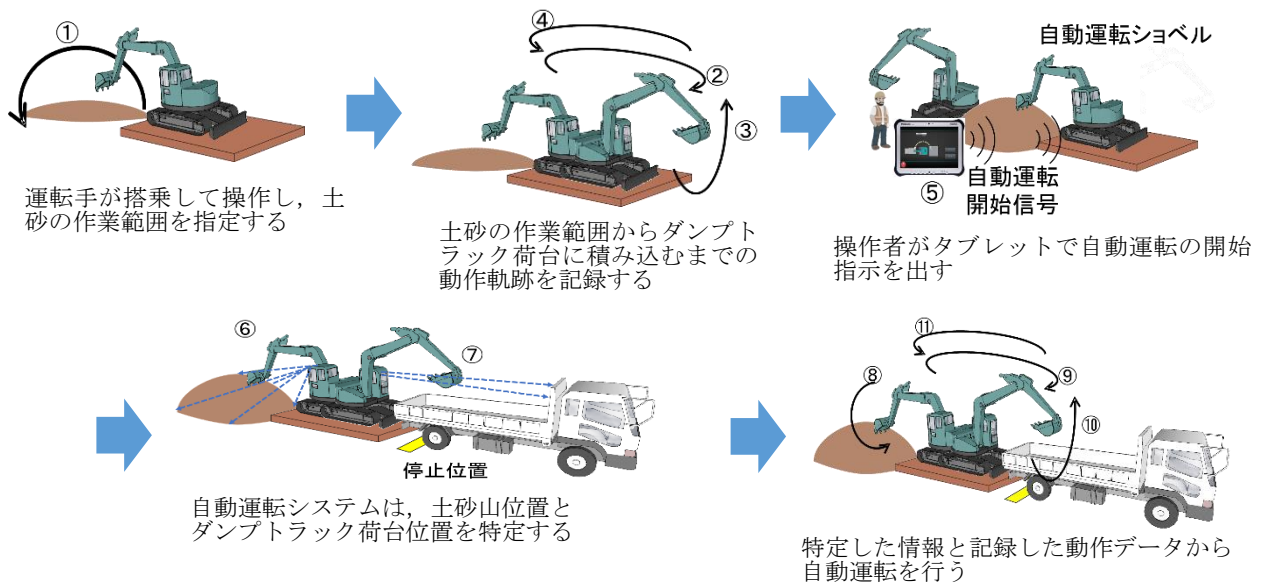 ①
運転手が搭乗して操作し，土
砂の作業範囲を指定する
④
②
③
土砂の作業範囲からダンプト
ラック荷台に積み込むまでの
動作軌跡を記録する
自動運転ショベル
⑤
自動運転
開始信号
操作者がタブレットで自動運転の開始
指示を出す
⑥
⑦
停止位置
自動運転システムは，土砂山位置と
ダンプトラック荷台位置を特定する
⑪
⑧
⑨
⑩
特定した情報と記録した動作データから
自動運転を行う